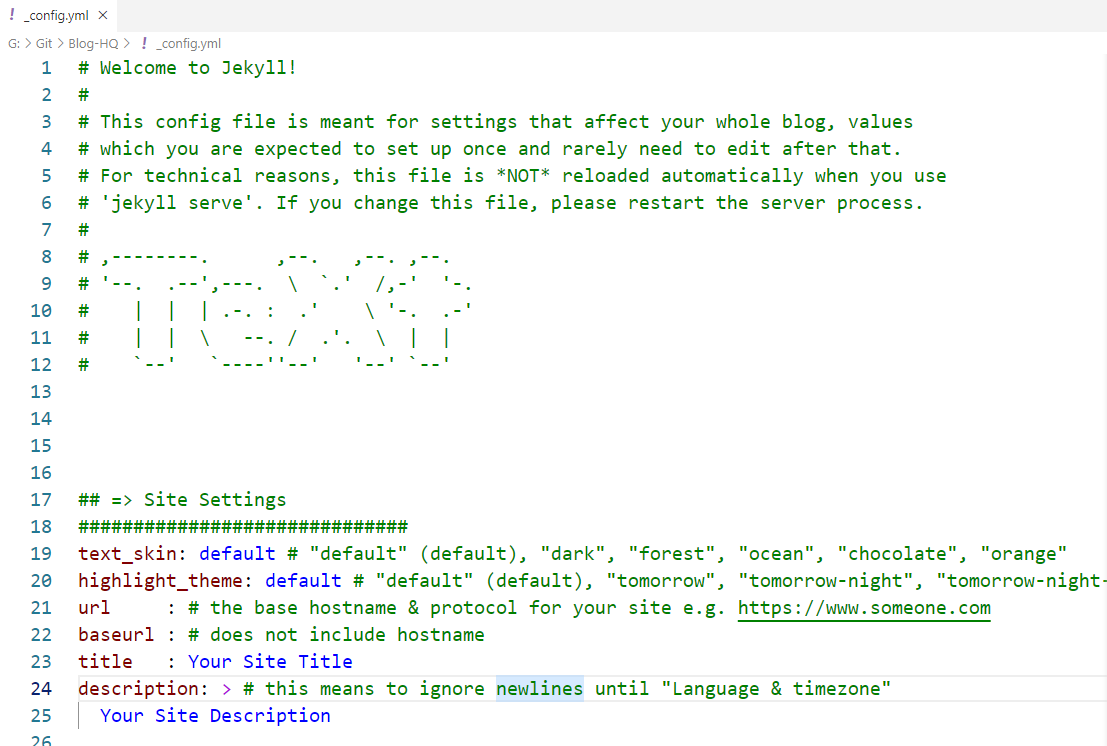 ! _config.yml ×
G: > Git > Blog-HQ > ! _config.yml
1 # Welcome to Jekyll!
2 #
3 # This config file is meant for settings that affect your whole blog, values
4 # which you are expected to set up once and rarely need to edit after that.
5 # For technical reasons, this file is *NOT* reloaded automatically when you use
6 # 'jekyll serve'. If you change this file, please restart the server process.
7 #
8 # ,--------.      ,--.   ,--. ,--.
9 # '--.  .--',---.  \  `.'  /,-'  '-.
10 #    |  |  | .-. :  .'    \ '-.  .-'
11 #    |  |  \   --. /  .'.  \  |  |
12 #    `--'   `----''--'   '--' `--'
13
14
15
16
17 ## => Site Settings
18 ##############################
19 text_skin: default # "default" (default), "dark", "forest", "ocean", "chocolate", "orange"
20 highlight_theme: default # "default" (default), "tomorrow", "tomorrow-night", "tomorrow-night-
21 url     : # the base hostname & protocol for your site e.g. https://www.someone.com
22 baseurl : # does not include hostname
23 title   : Your Site Title
24 description: > # this means to ignore newlines until "Language & timezone"
25   Your Site Description
26